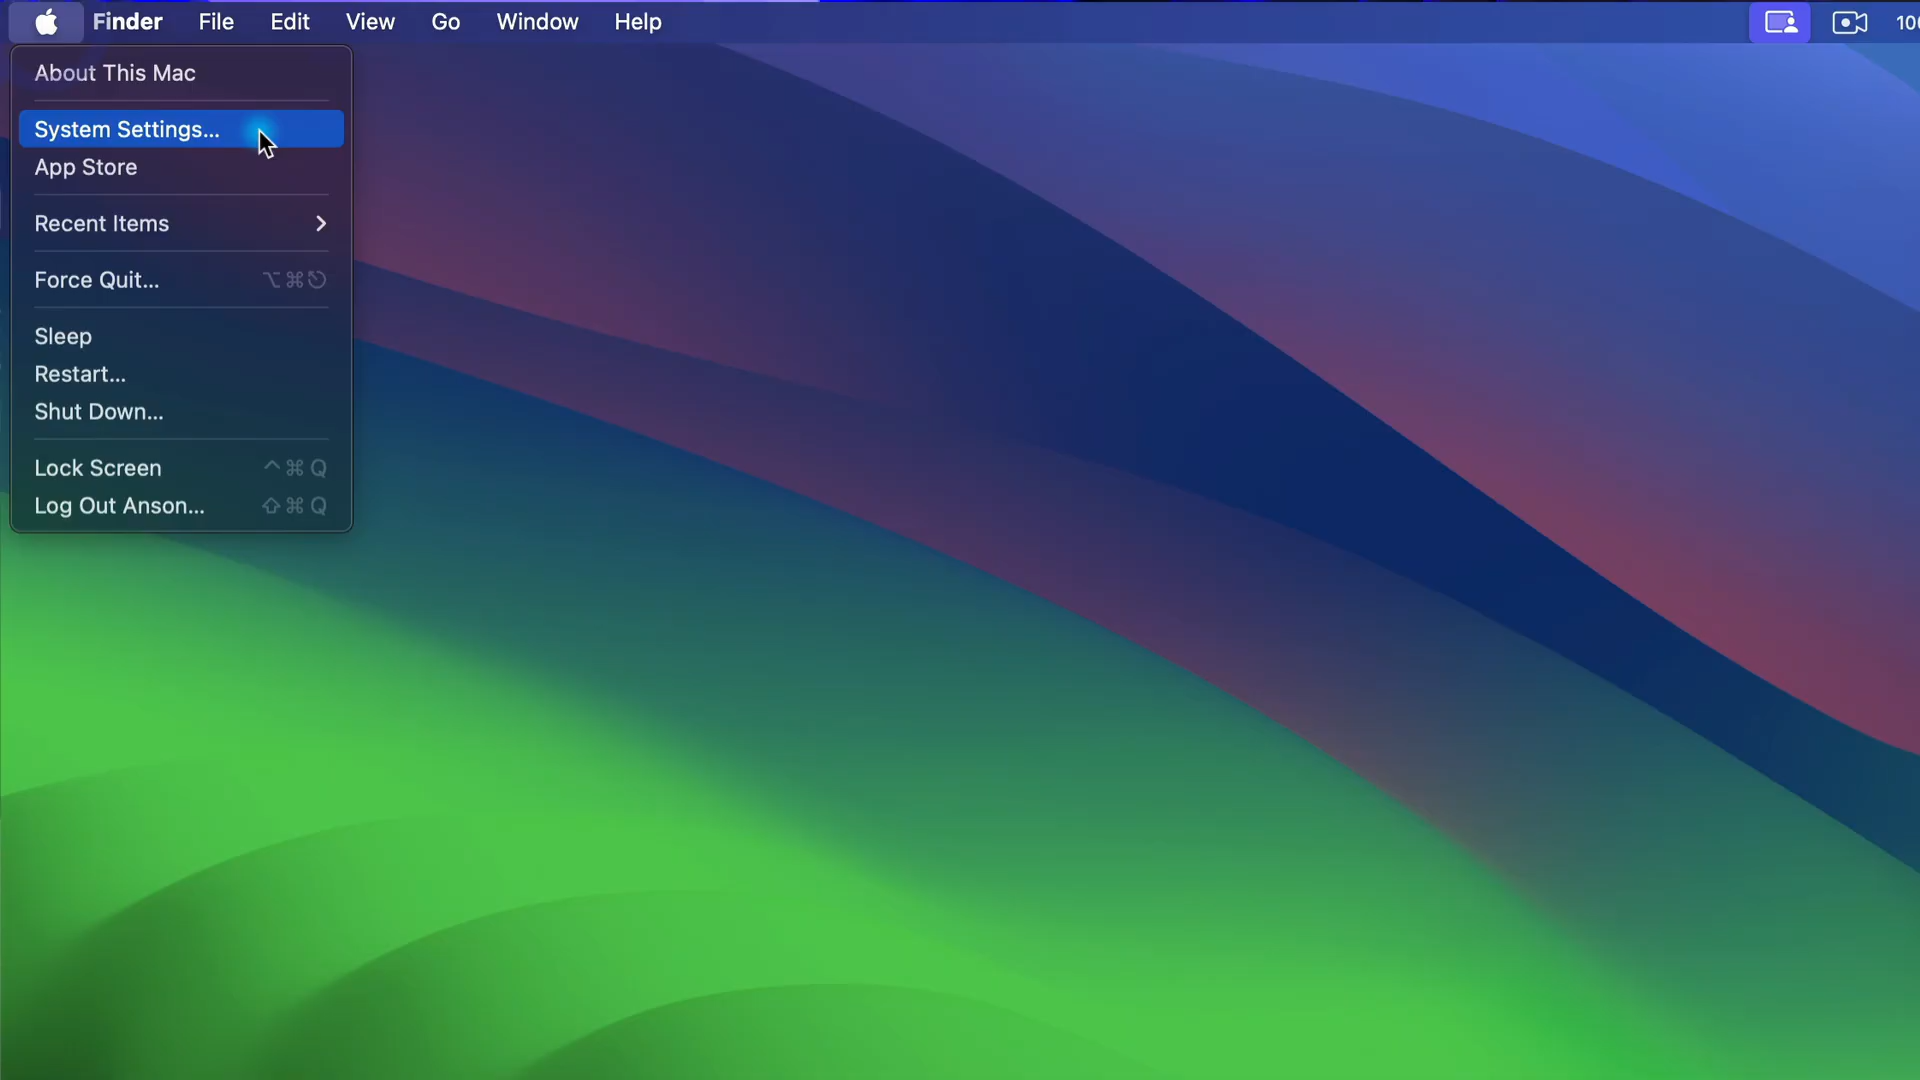 Finder File Edit View Go Window Help
About This Mac
System Settings...
App Store
Recent Items
Force Quit... ⌥⌘⎋
Sleep
Restart...
Shut Down...
Lock Screen ^⌘Q
Log Out Anson... ⇧⌘Q